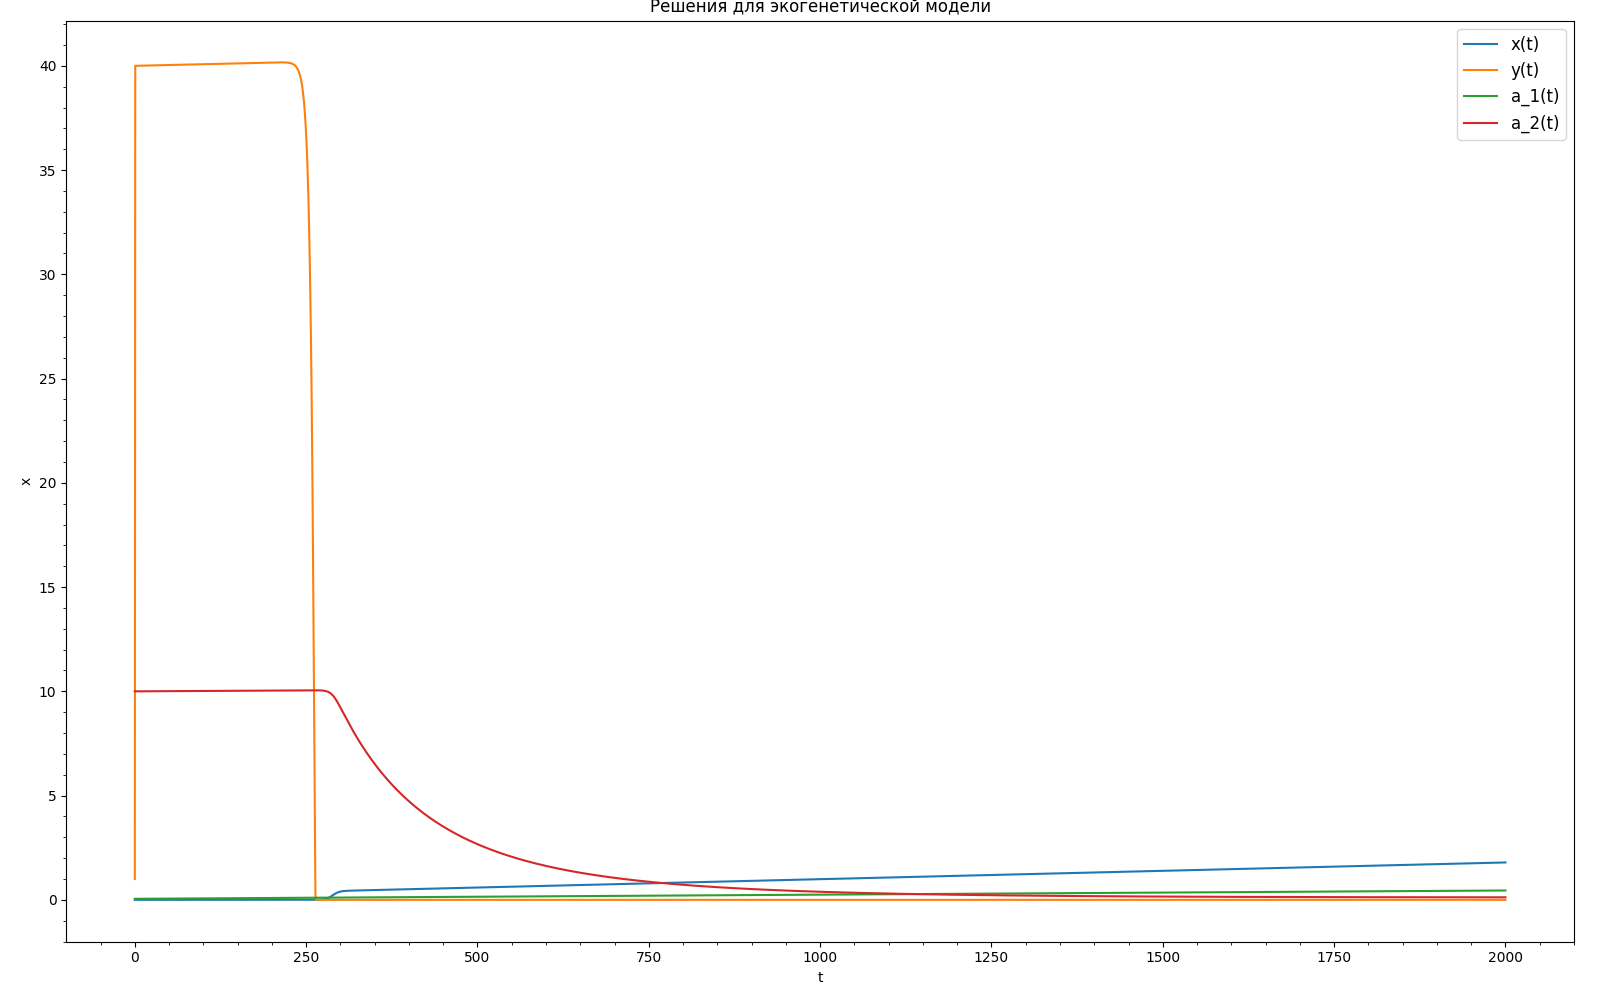 Решения для экогенетической модели
x(t)
y(t)
a_1(t)
a_2(t)
40
35
30
25
20
15
10
5
0
x
0 250 500 750 1000 1250 1500 1750 2000
t